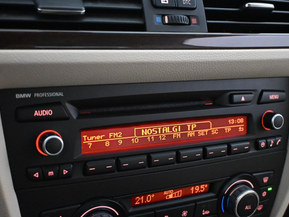 BMW PROFESSIONAL
AUDIO
MENU
NOSTALGI TP
13:08
Tuner FM2
7 8 9 10 11 12 FM AM SET SC TP
21.0° AUTO 19.5°